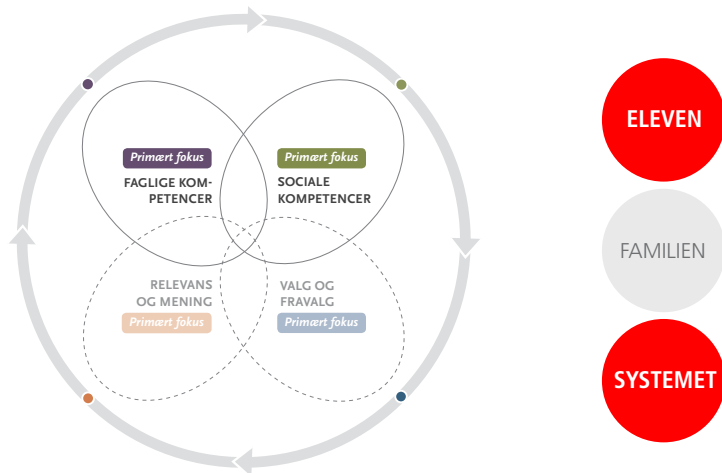 Primært fokus
FAGLIGE KOM-
PETENCER
Primært fokus
SOCIALE
KOMPETENCER
RELEVANS
OG MENING
Primært fokus
VALG OG
FRAVALG
Primært fokus
ELEVEN
FAMILIEN
SYSTEMET